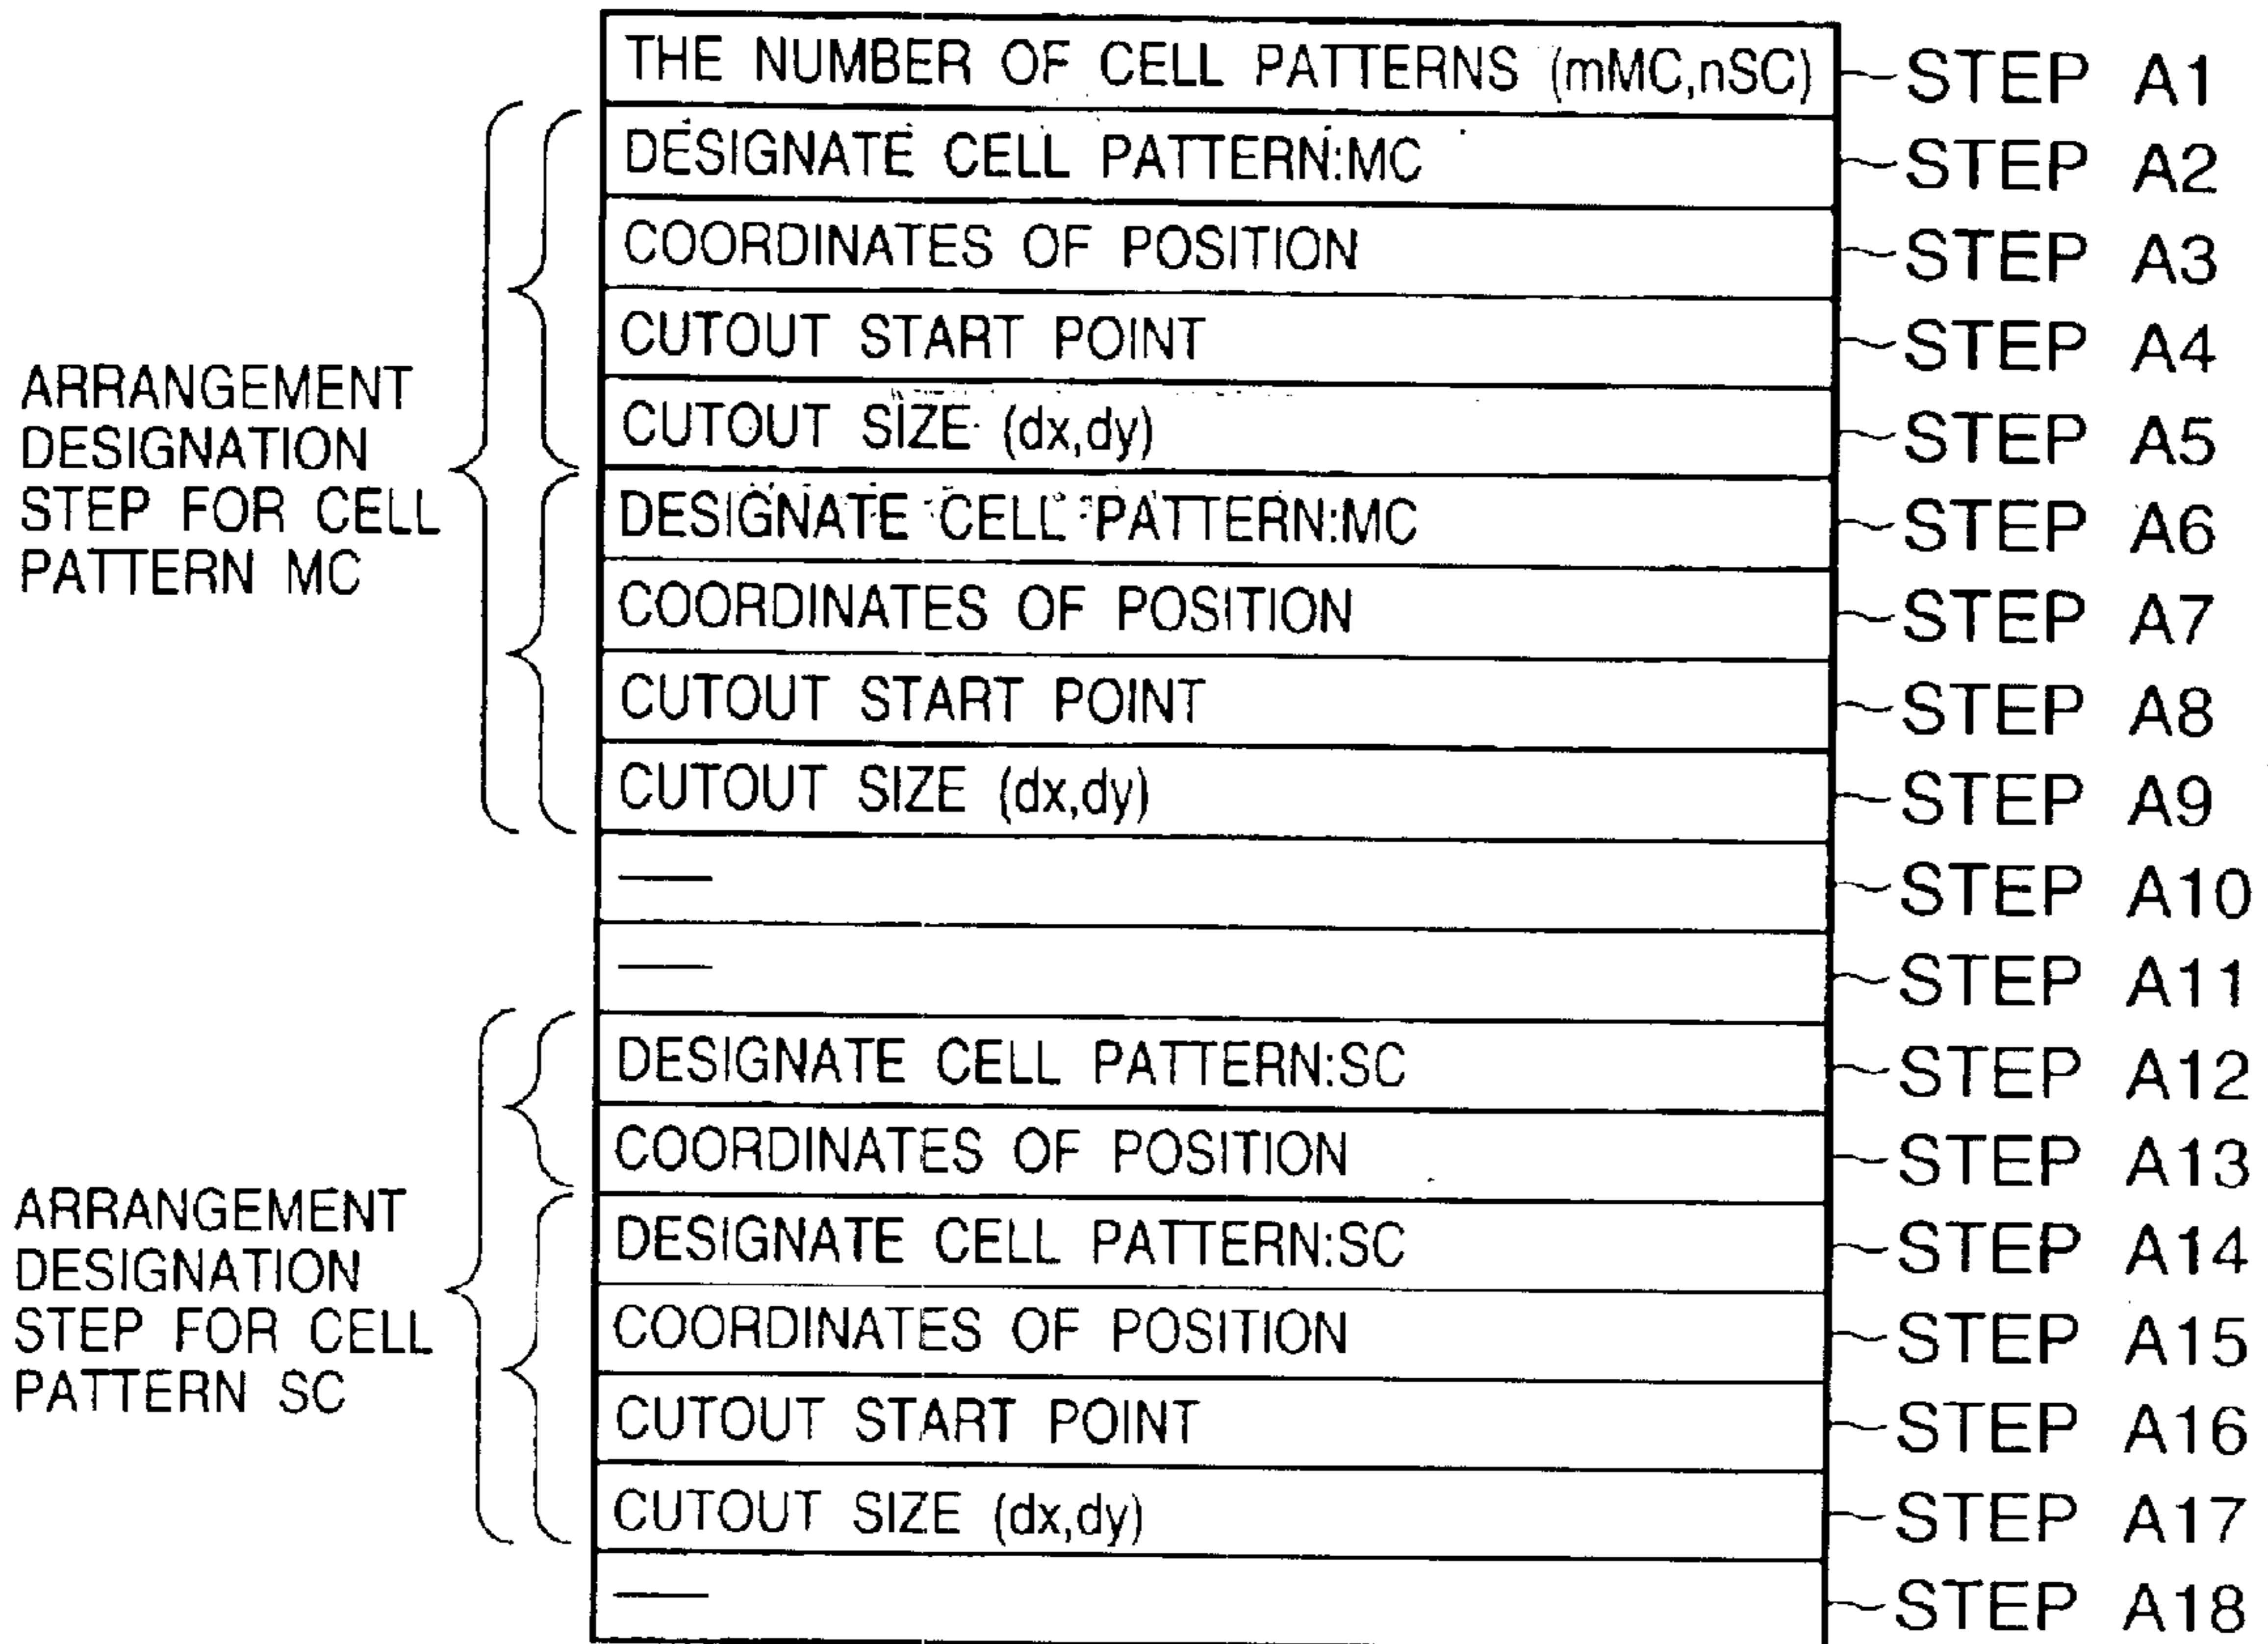 THE NUMBER OF CELL PATTERNS (mMC,nSC) STEP A1
DESIGNATE CELL PATTERN:MC STEP A2
COORDINATES OF POSITION STEP A3
CUTOUT START POINT STEP A4
CUTOUT SIZE (dx,dy) STEP A5
DESIGNATE CELL PATTERN:MC STEP A6
COORDINATES OF POSITION STEP A7
CUTOUT START POINT STEP A8
CUTOUT SIZE (dx,dy) STEP A9
— STEP A10
— STEP A11
DESIGNATE CELL PATTERN:SC STEP A12
COORDINATES OF POSITION STEP A13
DESIGNATE CELL PATTERN:SC STEP A14
COORDINATES OF POSITION STEP A15
CUTOUT START POINT STEP A16
CUTOUT SIZE (dx,dy) STEP A17
— STEP A18
ARRANGEMENT
DESIGNATION
STEP FOR CELL
PATTERN MC
ARRANGEMENT
DESIGNATION
STEP FOR CELL
PATTERN SC